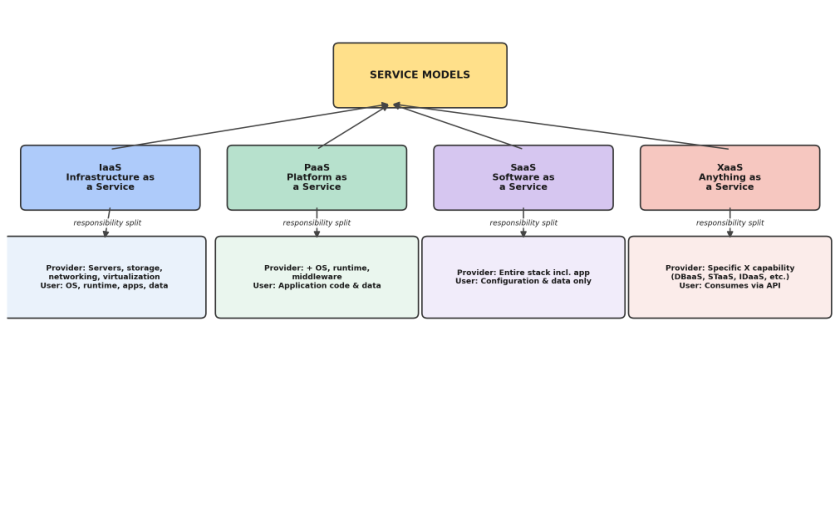 SERVICE MODELS
IaaS
Infrastructure as
a Service
PaaS
Platform as
a Service
SaaS
Software as
a Service
XaaS
Anything as
a Service
responsibility split
responsibility split
responsibility split
responsibility split
Provider: Servers, storage,
networking, virtualization
User: OS, runtime, apps, data
Provider: + OS, runtime,
middleware
User: Application code & data
Provider: Entire stack incl. app
User: Configuration & data only
Provider: Specific X capability
(DBaaS, STaaS, IDaaS, etc.)
User: Consumes via API